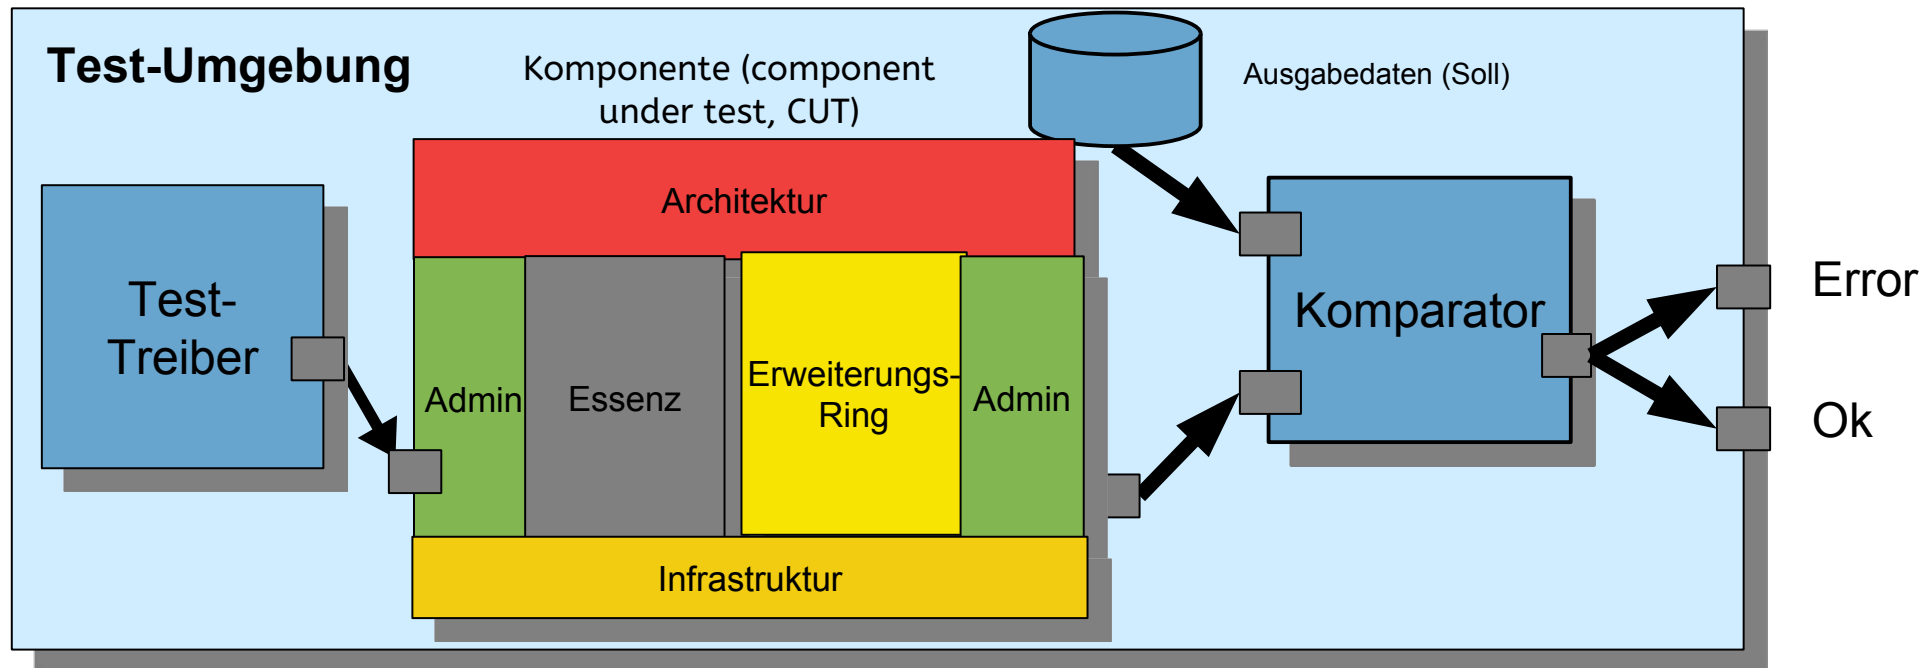 Test-Umgebung
Komponente (component
under test, CUT)
Ausgabedaten (Soll)
Architektur
Test-
Treiber
Admin
Essenz
Erweiterungs-
Ring
Admin
Komparator
Error
Ok
Infrastruktur